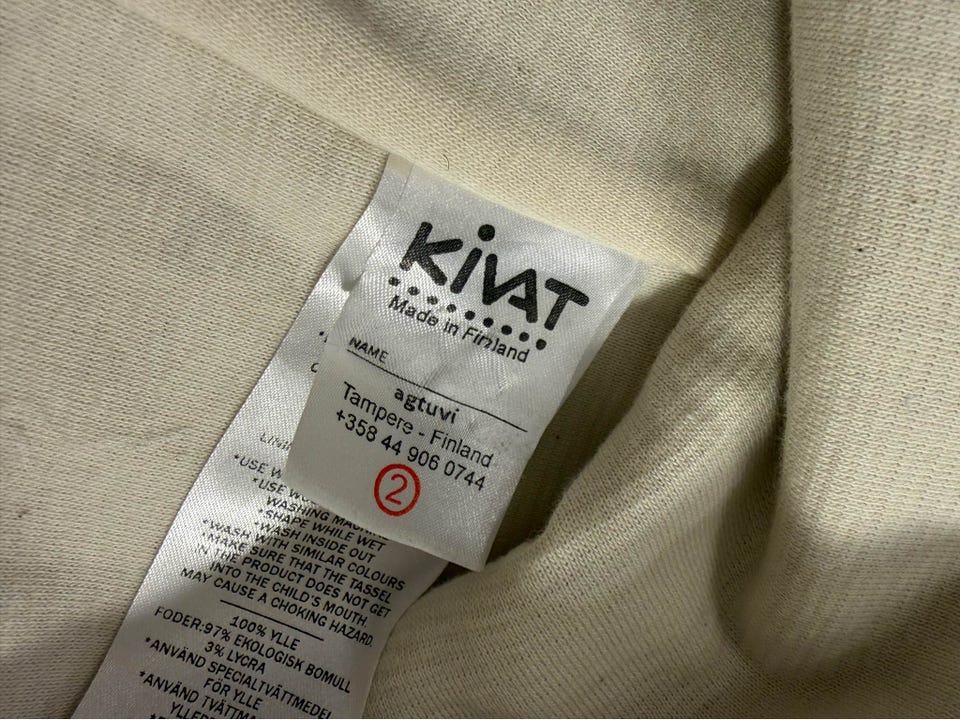 KiVAT
Made in Finland
NAME
agtuvi
Tampere - Finland
+358 44 906 0744
2
*USE
*USE
WASHING
*SHAPE WHILE WET
*WASH INSIDE OUT
*WASH WITH SIMILAR COLOURS
*MAKE SURE THAT THE TASSEL
IN THE PRODUCT DOES NOT GET
INTO THE CHILD'S MOUTH.
MAY CAUSE A CHOKING HAZARD.
100% YLLE
FODER:97% EKOLOGISK BOMULL
3% LYCRA
*ANVÄND SPECIALTVÄTTMEDEL
FÖR YLLE
*ANVÄND